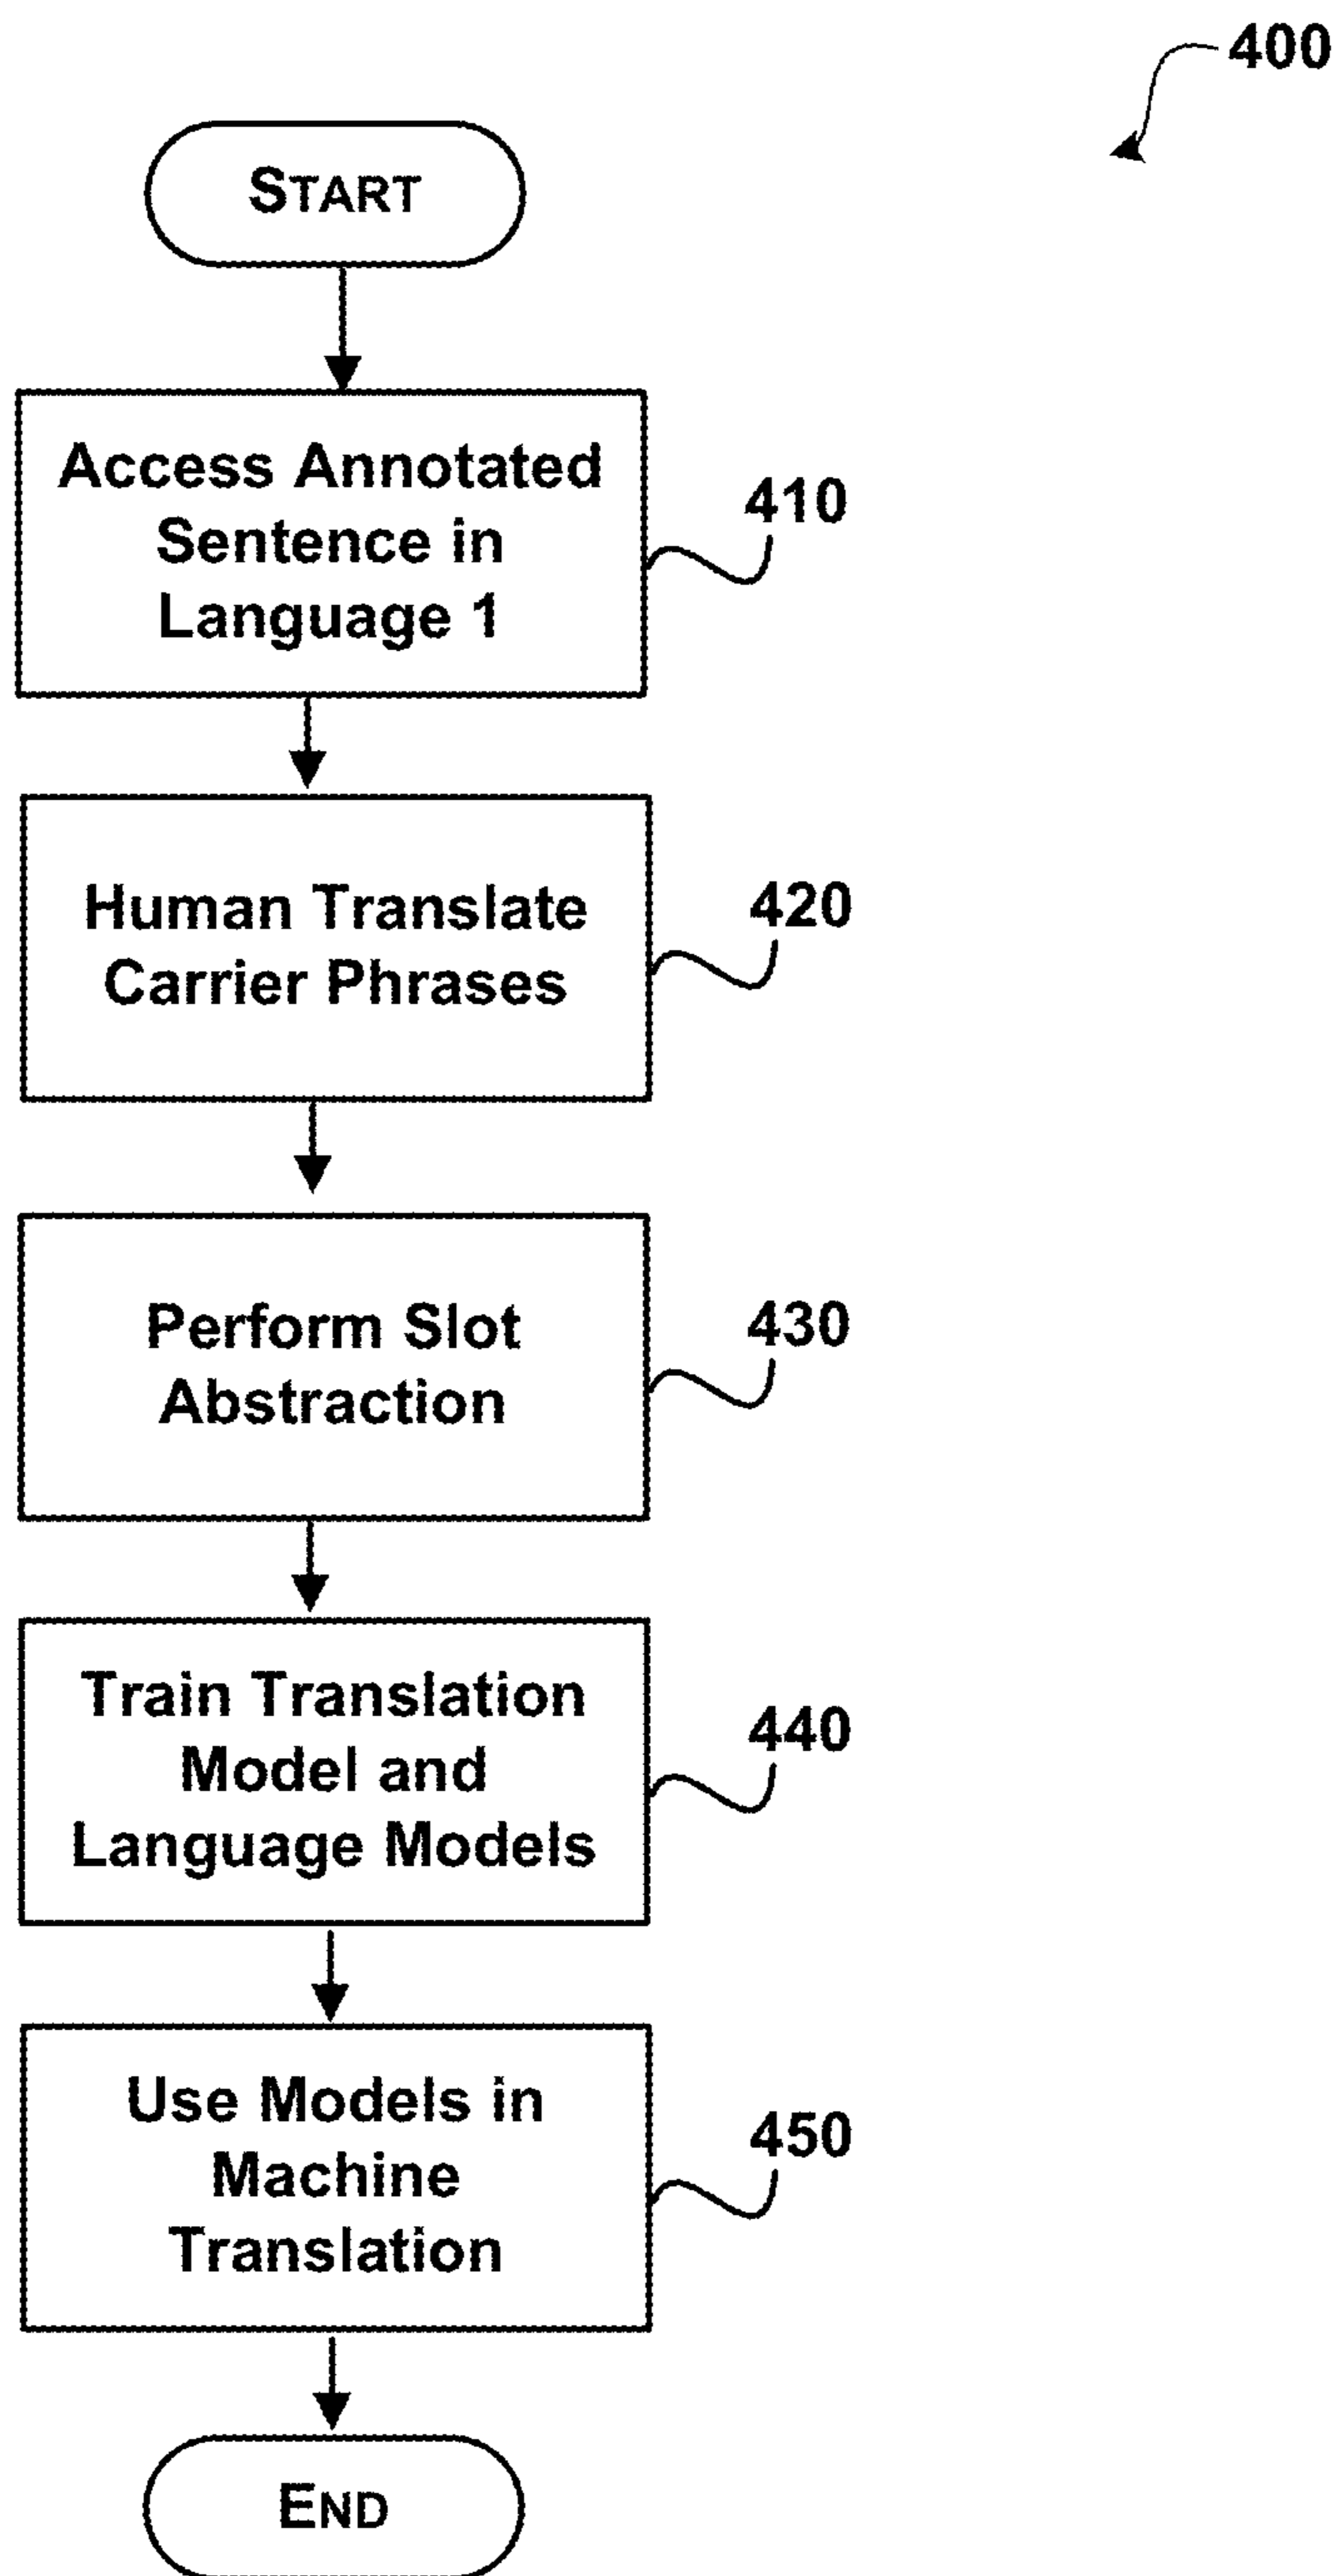 400
START
Access Annotated
Sentence in
Language 1
410
Human Translate
Carrier Phrases
420
Perform Slot
Abstraction
430
Train Translation
Model and
Language Models
440
Use Models in
Machine
Translation
450
END